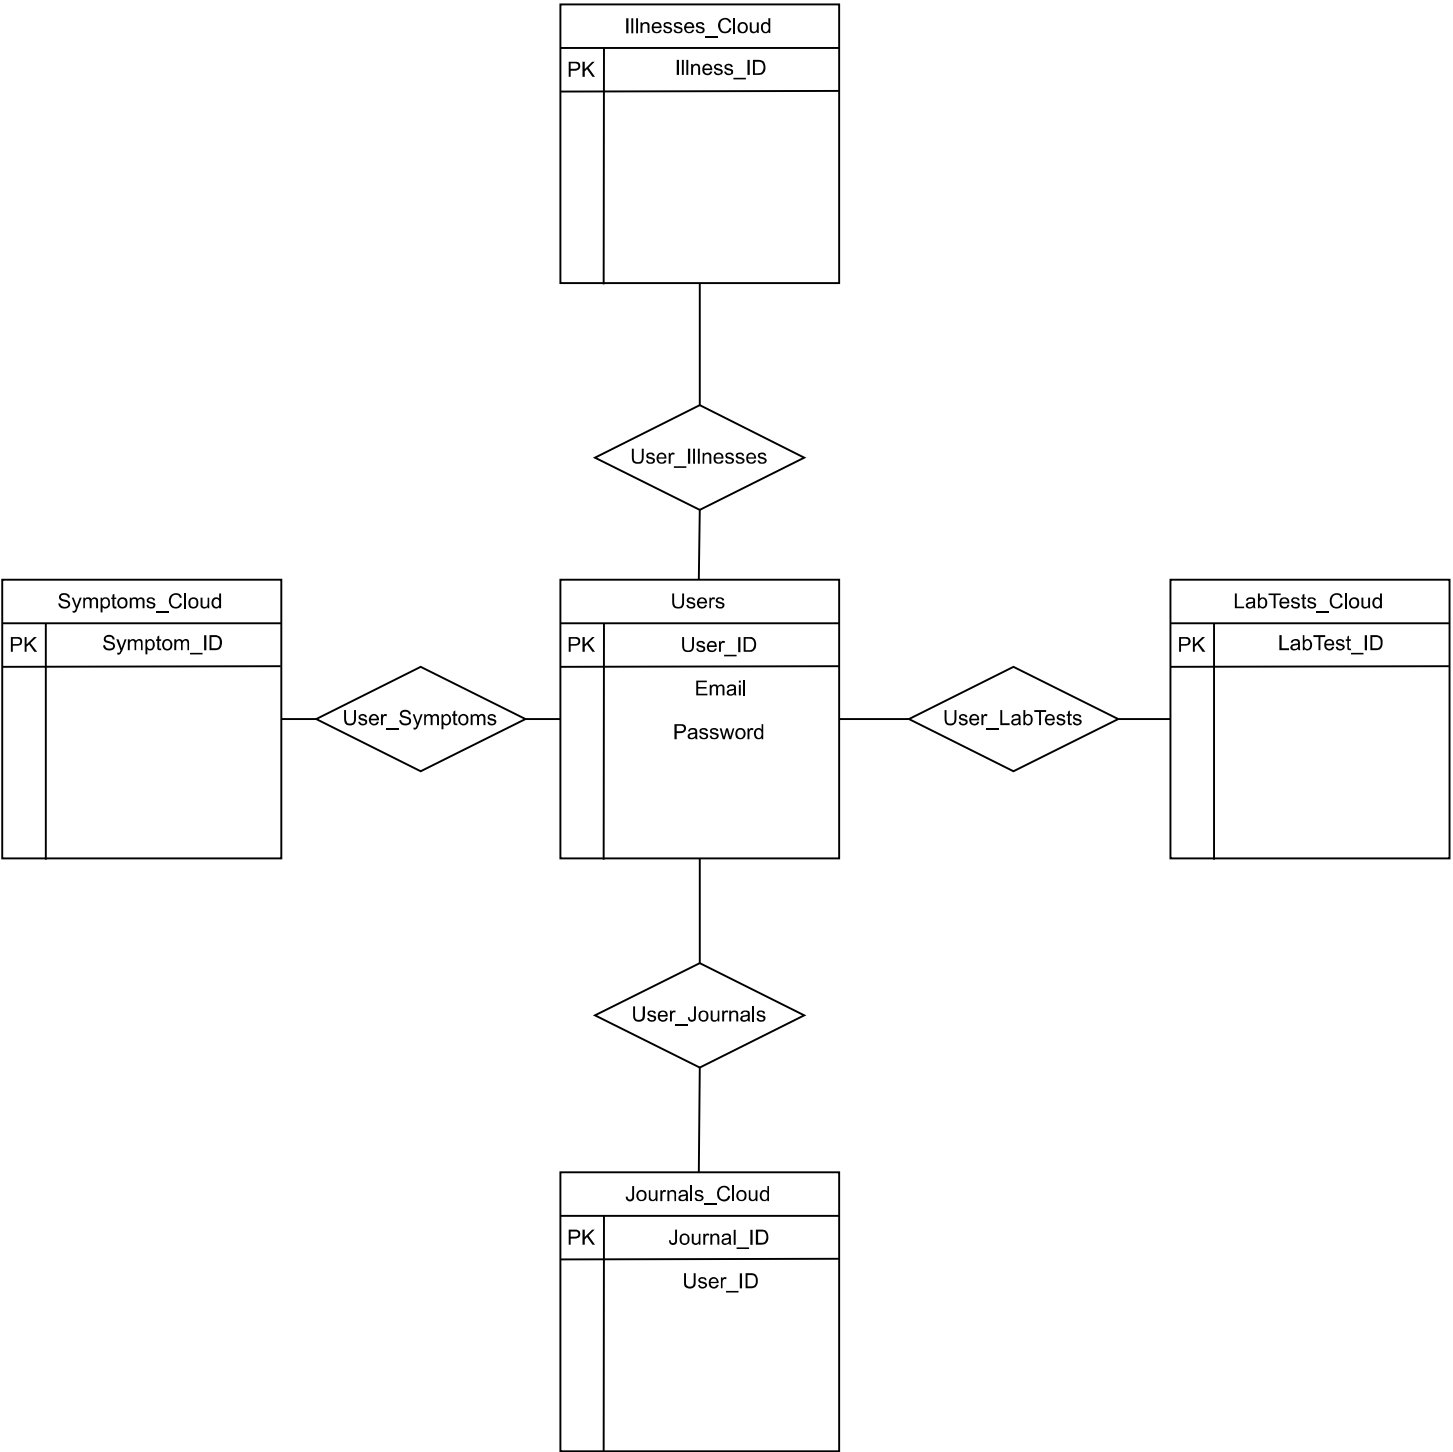 Illnesses_Cloud
PK Illness_ID
User_Illnesses
Symptoms_Cloud
PK Symptom_ID
User_Symptoms
Users
PK User_ID
Email
Password
User_LabTests
LabTests_Cloud
PK LabTest_ID
User_Journals
Journals_Cloud
PK Journal_ID
User_ID